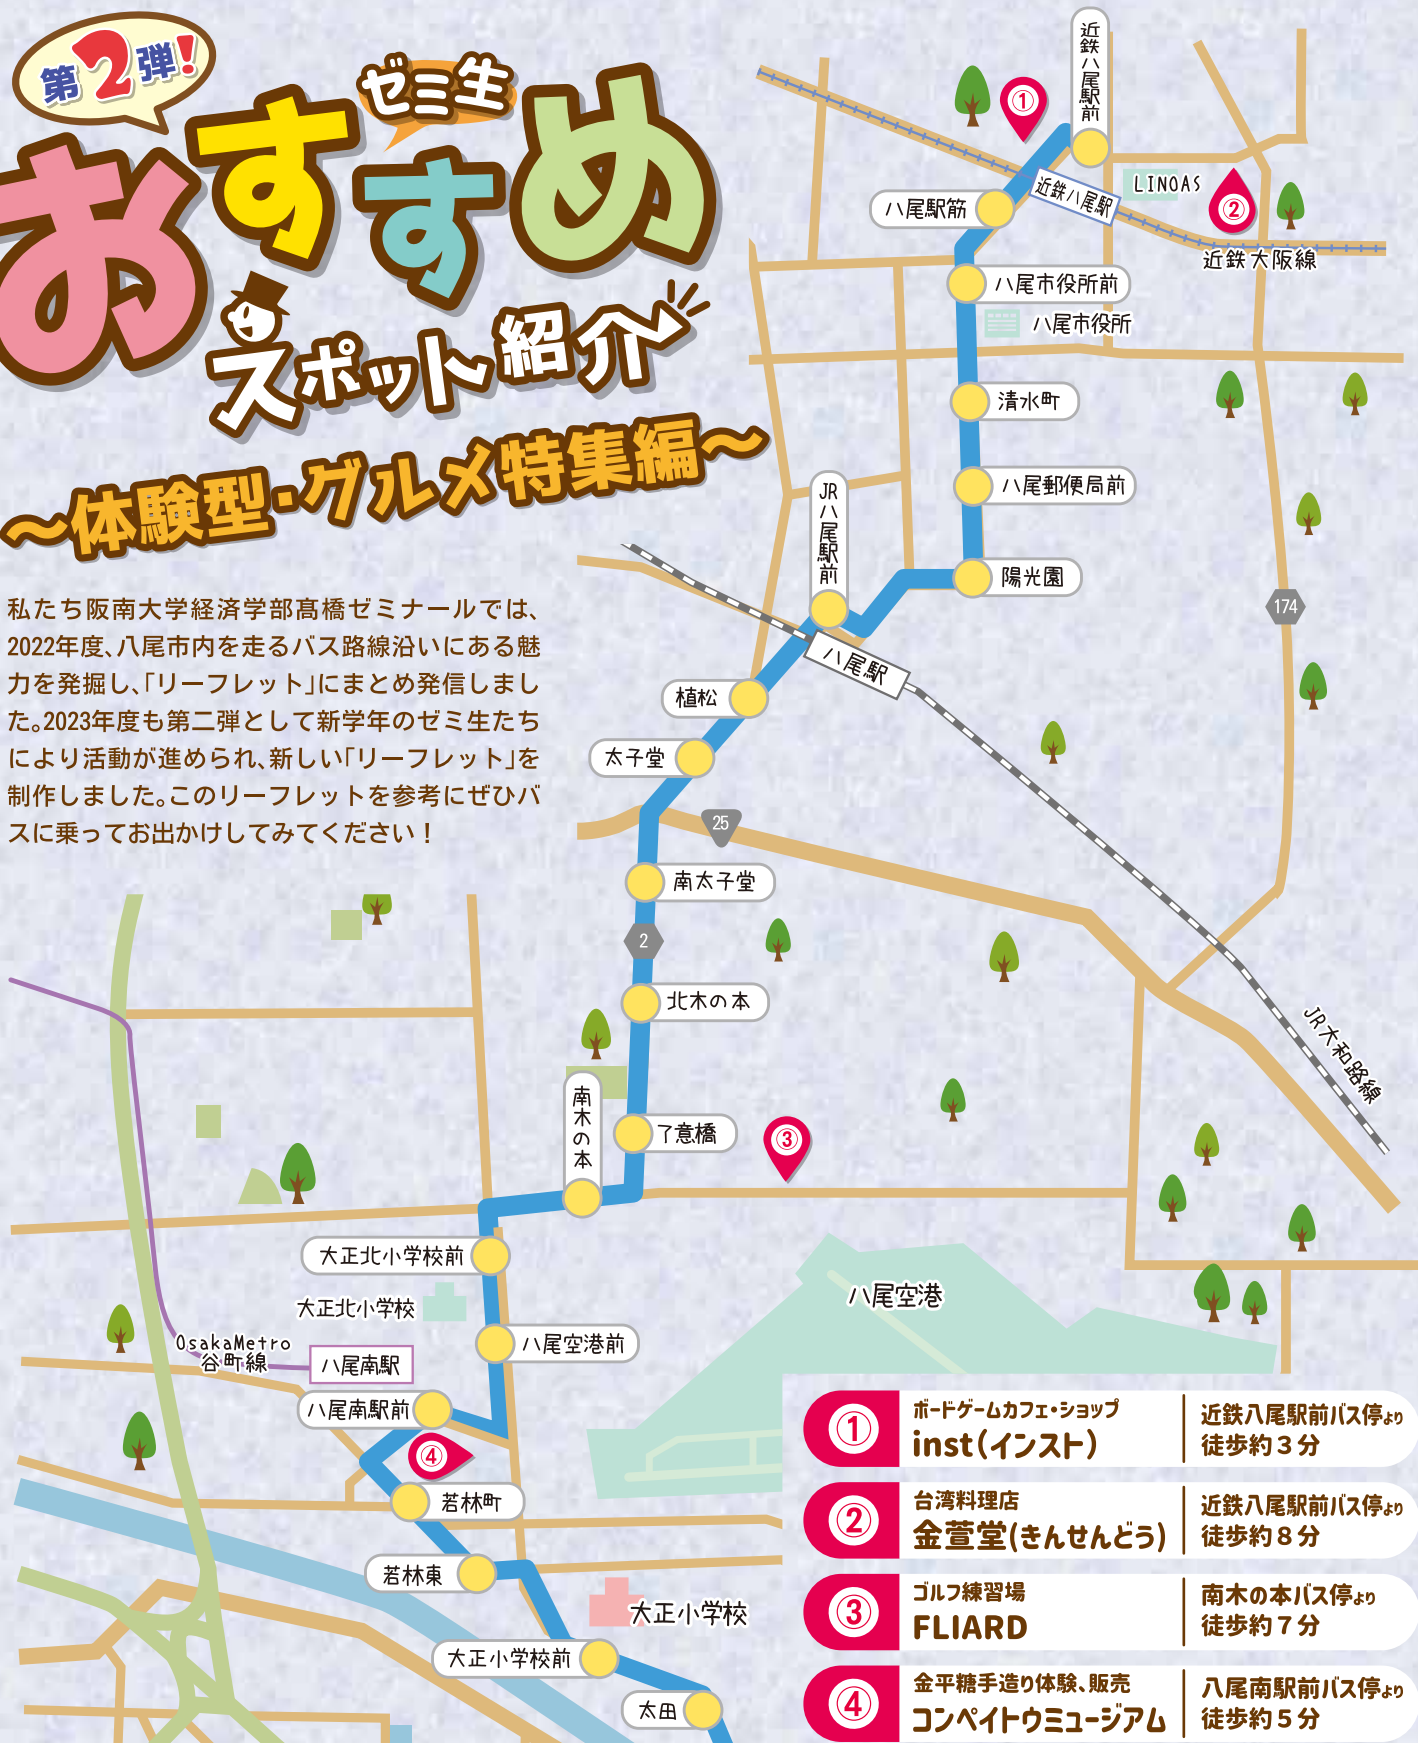 第2弾!
ゼミ生
おすすめ
スポット紹介
～体験型・グルメ特集編～
私たち阪南大学経済学部髙橋ゼミナールでは、
2022年度、八尾市内を走るバス路線沿いにある魅
力を発掘し、「リーフレット」にまとめ発信しまし
た。2023年度も第二弾として新学年のゼミ生たち
により活動が進められ、新しい「リーフレット」を
制作しました。このリーフレットを参考にぜひバ
スに乗ってお出かけしてみてください！
近鉄八尾駅前
①
近鉄八尾駅
LINOAS
②
八尾駅筋
近鉄大阪線
八尾市役所前
八尾市役所
清水町
八尾郵便局前
JR八尾駅前
陽光園
174
八尾駅
植松
太子堂
25
南太子堂
2
北木の本
JR大和路線
南木の本
了意橋
③
大正北小学校前
大正北小学校
八尾空港
OsakaMetro
谷町線
八尾南駅
八尾空港前
八尾南駅前
④
若林町
若林東
大正小学校
大正小学校前
太田
①
ボードゲームカフェ・ショップ
inst(インスト)
近鉄八尾駅前バス停より
徒歩約３分
②
台湾料理店
金萱堂(きんせんどう)
近鉄八尾駅前バス停より
徒歩約８分
③
ゴルフ練習場
FLIARD
南木の本バス停より
徒歩約７分
④
金平糖手造り体験、販売
コンペイトウミュージアム
八尾南駅前バス停より
徒歩約５分